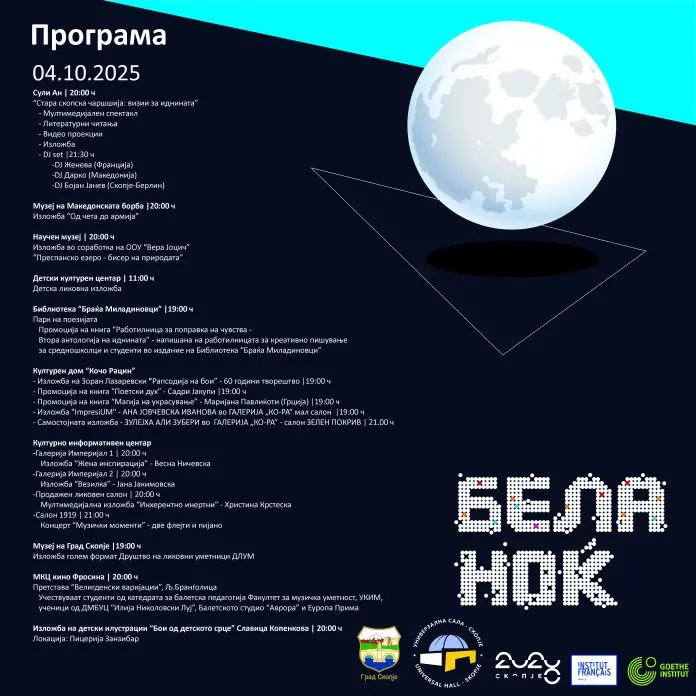 Програма
04.10.2025
Сули Ан | 20:00 ч
“Стара скопска чаршшија: визии за иднината”
- Мултимедијален спектакл
- Литературни читања
- Видео проекции
- Изложба
- DJ set |21:30 ч
-DJ Женева (Франција)
-DJ Дарко (Македонија)
-DJ Бојан Јанев (Скопје-Берлин)
Музеј на Македонската борба |20:00 ч
Изложба “Од чета до армија”
Научен музеј | 20:00 ч
Изложба во соработка на ООУ “Вера Јоцич”
“Преспанско езеро - бисер на природата”
Детски културен центар | 11:00 ч
Детска ликовна изложба
Библиотека “Браќа Миладиновци” |19:00 ч
Парк на поезијата
Промоција на книга “Работилница за поправка на чувства -
Втора антологија на иднината” - напишана на работилницата за креативно пишување
за средношколци и студенти во издание на Библиотека “Браќа Миладиновци”
Културен дом “Кочо Рацин”
- Изложба на Зоран Лазаревски “Рапсодија на бои” - 60 години творештво |19:00 ч
- Промоција на книга “Поетски дух” - Садри Јакупи |19:00 ч
- Промоција на книга “Магија на украсување” - Маријана Павлиќоти (Грција) |19:00 ч
- Изложба “ImpresiUM” - АНА ЈОВЧЕВСКА ИВАНОВА во ГАЛЕРИЈА „КО-РА“ мал салон |19:00 ч
- Самостојната изложба - ЗУЛЕЈХА АЛИ ЗУБЕРИ во ГАЛЕРИЈА „КО-РА“ - салон ЗЕЛЕН ПОКРИВ | 21.00 ч
Културно информативен центар
-Галерија Империјал 1 | 20:00 ч
Изложба “Жена инспирација” - Весна Ничевска
-Галерија Империјал 2 | 20:00 ч
Изложба “Везилка” - Јана Јакимовска
-Продажен ликовен салон | 20:00 ч
Мултимедијална изложба “Инхерентно инертни” - Христина Крстеска
-Салон 1919 | 21:00 ч
Концерт “Музички моменти” - две флејти и пијано
Музеј на Град Скопје |19:00 ч
Изложба голем формат Друштво на ликовни уметници ДЛУМ
МКЦ кино Фросина | 20:00 ч
Претстава “Велигденски варијации”, Љ.Бранѓолица
Учествуваат студенти од катедрата за балетска педагогија Факултет за музичка уметност, УКИМ,
ученици од ДМБУЦ “Илија Николовски Луј”, Балетското студио “Аврора” и Еуропа Прима
Изложба на детски илустрации “Бои од детското срце” Славица Копенкова | 20:00 ч
Локација: Пицерија Занзибар
БЕЛА
НОЌ
Град Скопје
УНИВЕРЗАЛНА САЛА - СКОПЈЕ
UNIVERSAL HALL - SKOPJE
2028
СКОПЈЕ
INSTITUT
FRANÇAIS
GOETHE
INSTITUT